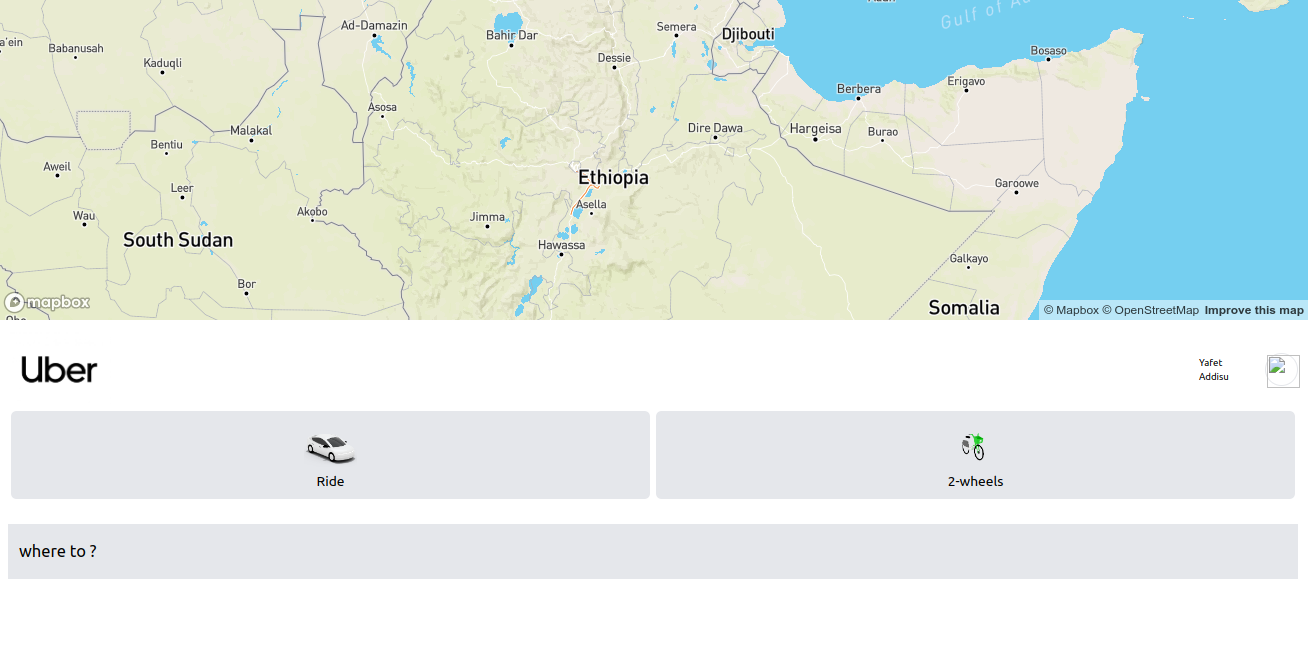 Ad-Damazin
Bahir Dar
Semera
Djibouti
Gulf of A
a'ein
Babanusah
Kaduqli
Dessie
Bosaso
Asosa
Berbera
Erigavo
Malakal
Bentiu
Dire Dawa
Hargeisa
Burao
Aweil
Leer
Ethiopia
Garoowe
Wau
Akobo
Jimma
Asella
South Sudan
Hawassa
Galkayo
Bor
mapbox
Somalia
© Mapbox © OpenStreetMap Improve this map
Uber
Yafet
Addisu
Ride
2-wheels
where to ?